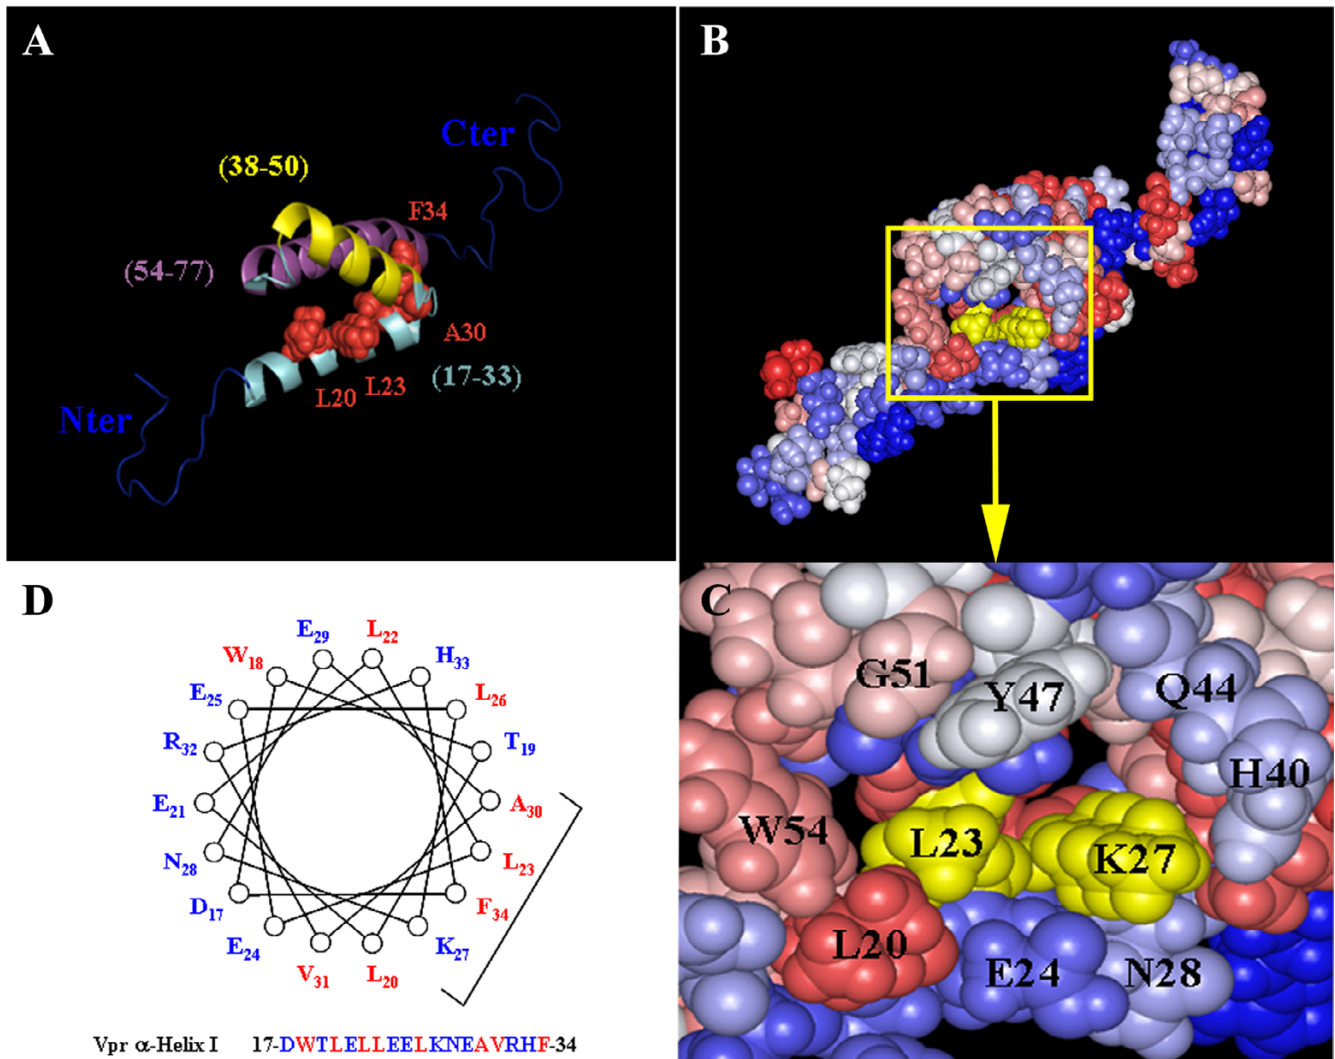 A
Cter
(38-50)
F34
(54-77)
A30
L20 L23
(17-33)
Nter
B
C
G51
Y47
Q44
H40
W54
L23
K27
L20
E24
N28
D
E29
L22
W18
H33
E25
L26
R32
T19
E21
A30
N28
L23
D17
F34
E24
K27
V31
L20
Vpr α-Helix I 17-DWTLELLEELKNEAVRHF-34